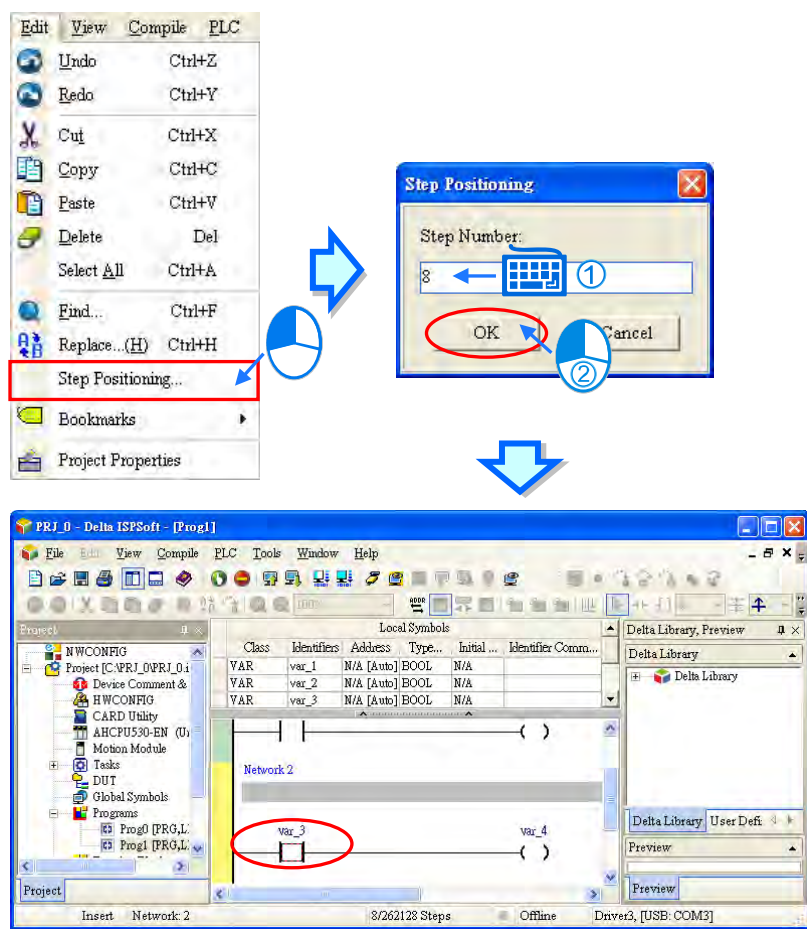 Edit View Compile PLC
Undo Ctrl+Z
Redo Ctrl+Y
Cut Ctrl+X
Copy Ctrl+C
Paste Ctrl+V
Delete Del
Select All Ctrl+A
Find... Ctrl+F
Replace...(H) Ctrl+H
Step Positioning...
Bookmarks
Project Properties
Step Positioning
Step Number:
8
①
OK Cancel
②
PRJ_0 - Delta ISPSoft - [Prog1]
File Edit View Compile PLC Tools Window Help
Project
NWCONFIG
Project [C:\PRJ_0\PRJ_0.i
Device Comment &
HWCONFIG
CARD Utility
AHCPU530-EN (U
Motion Module
Tasks
DUT
Global Symbols
Programs
Prog0 [PRG,L
Prog1 [PRG,L
Project
Local Symbols
Class Identifiers Address Type... Initial ... Identifier Comm...
VAR var_1 N/A [Auto] BOOL N/A
VAR var_2 N/A [Auto] BOOL N/A
VAR var_3 N/A [Auto] BOOL N/A
Network 2
var_3 var_4
Delta Library, Preview
Delta Library
Delta Library
Delta Library User Defi
Preview
Preview
Insert Network: 2 8/262128 Steps Offline Driver3, [USB: COM3]